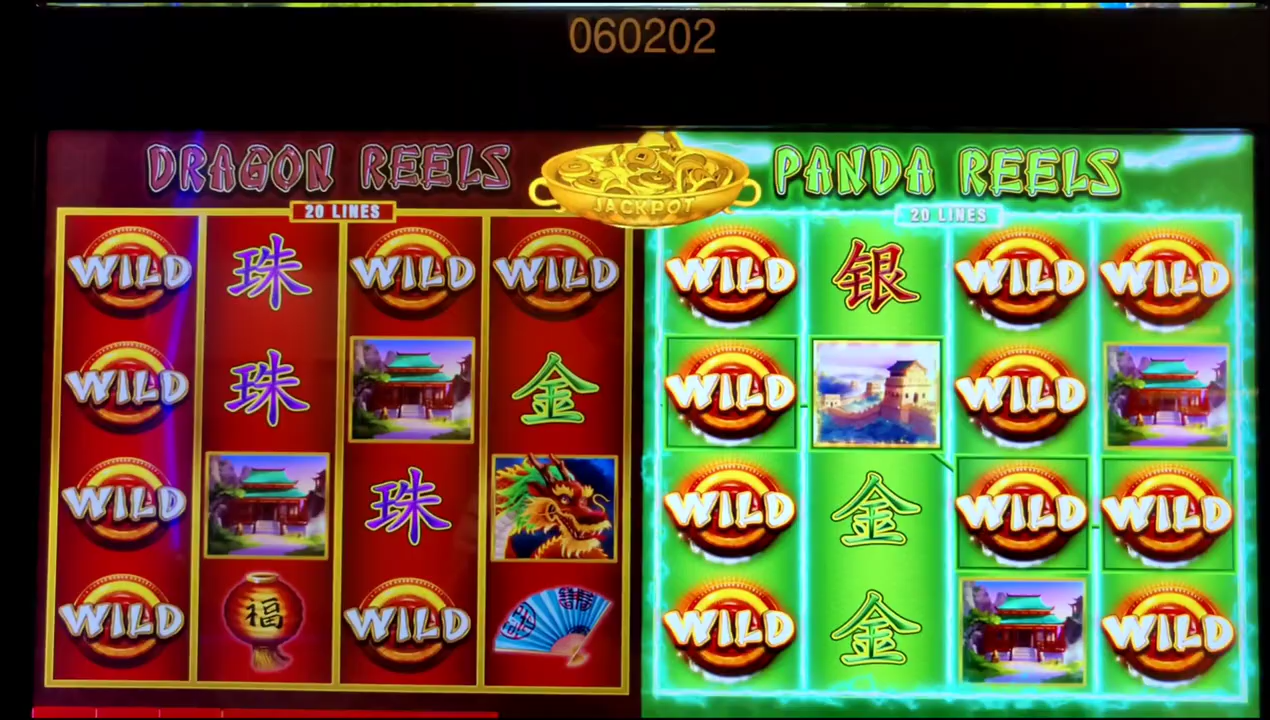 060202
DRAGON REELS
JACKPOT
PANDA REELS
20 LINES
20 LINES
WILD 珠 WILD WILD
WILD 珠 金
WILD 珠
WILD 福 WILD
WILD 银 WILD WILD
WILD WILD
WILD 金 WILD WILD
WILD 金 WILD